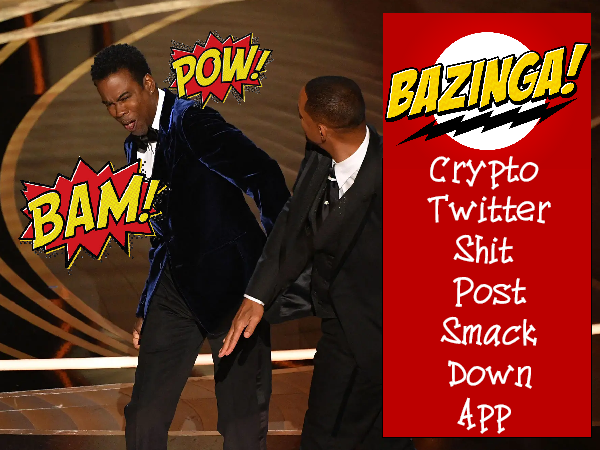 POW!
BAM!
BAZINGA!
Crypto
Twitter
Shit
Post
Smack
Down
App